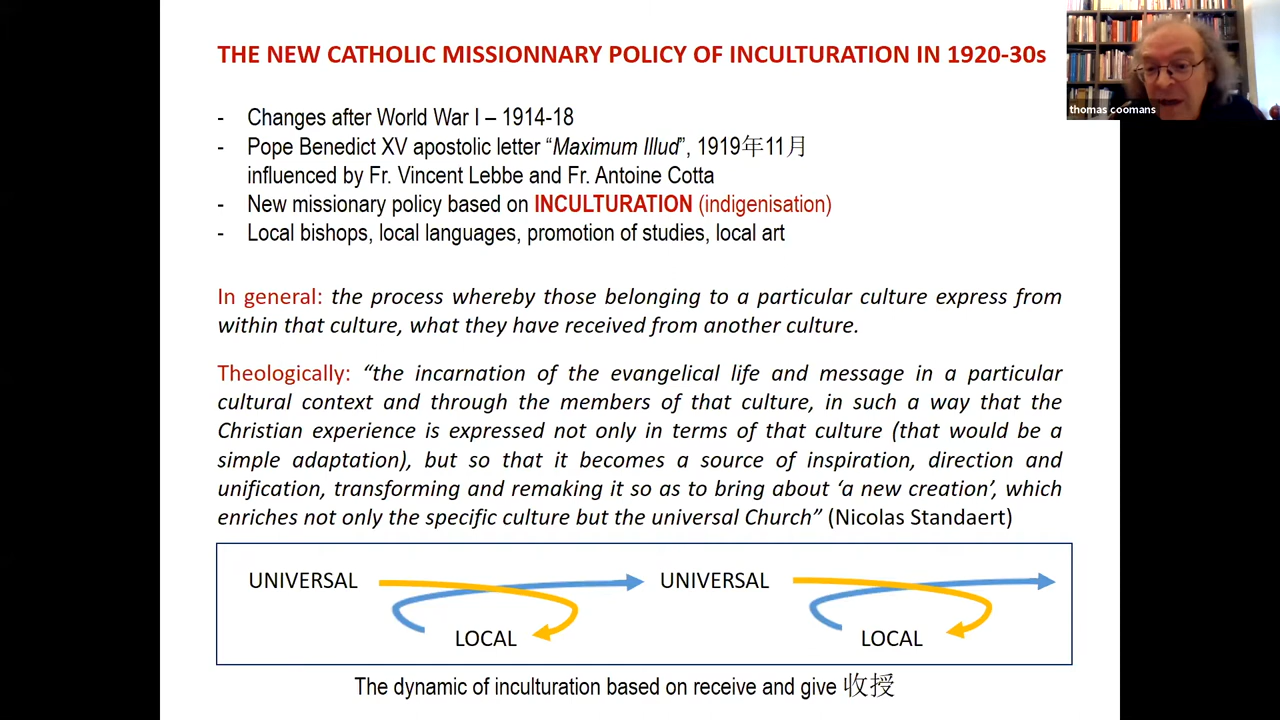 THE NEW CATHOLIC MISSIONNARY POLICY OF INCULTURATION IN 1920-30s
thomas coomans
- Changes after World War I – 1914-18
- Pope Benedict XV apostolic letter “Maximum Illud”, 1919年11月
influenced by Fr. Vincent Lebbe and Fr. Antoine Cotta
- New missionary policy based on INCULTURATION (indigenisation)
- Local bishops, local languages, promotion of studies, local art
In general: the process whereby those belonging to a particular culture express from
within that culture, what they have received from another culture.
Theologically: “the incarnation of the evangelical life and message in a particular
cultural context and through the members of that culture, in such a way that the
Christian experience is expressed not only in terms of that culture (that would be a
simple adaptation), but so that it becomes a source of inspiration, direction and
unification, transforming and remaking it so as to bring about ‘a new creation’, which
enriches not only the specific culture but the universal Church” (Nicolas Standaert)
UNIVERSAL UNIVERSAL
LOCAL LOCAL
The dynamic of inculturation based on receive and give 收授